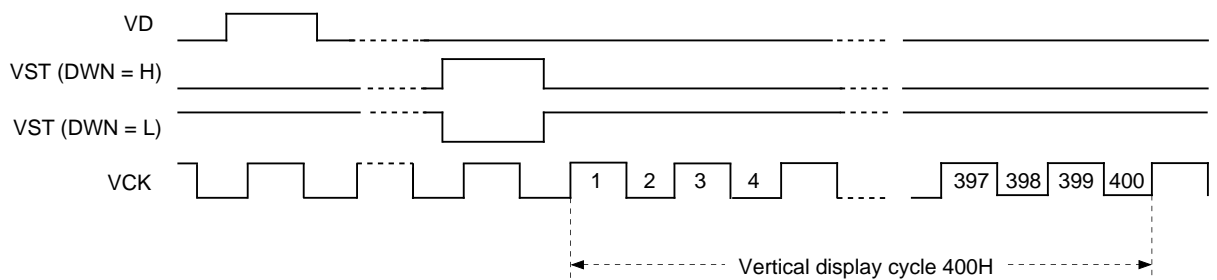 VD
VST (DWN = H)
VST (DWN = L)
VCK
1 2 3 4 397 398 399 400
Vertical display cycle 400H